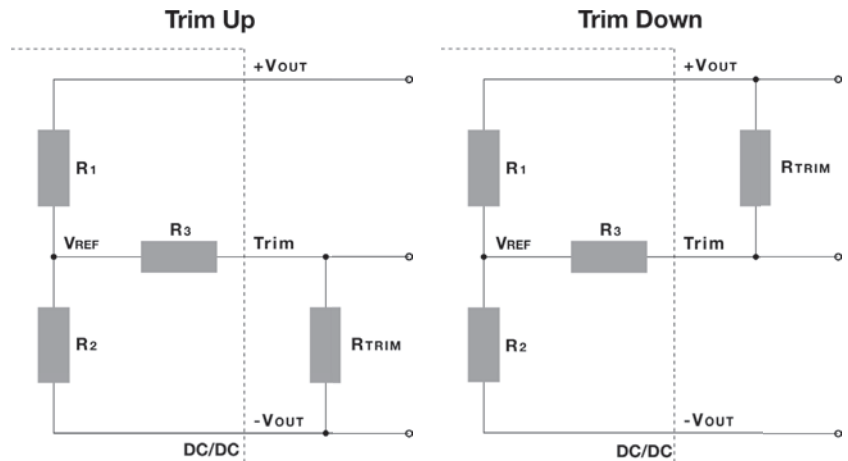 Trim Up
+VOUT
R1
R3
VREF
Trim
R2
RTRIM
-VOUT
DC/DC
Trim Down
+VOUT
R1
RTRIM
R3
VREF
Trim
R2
-VOUT
DC/DC